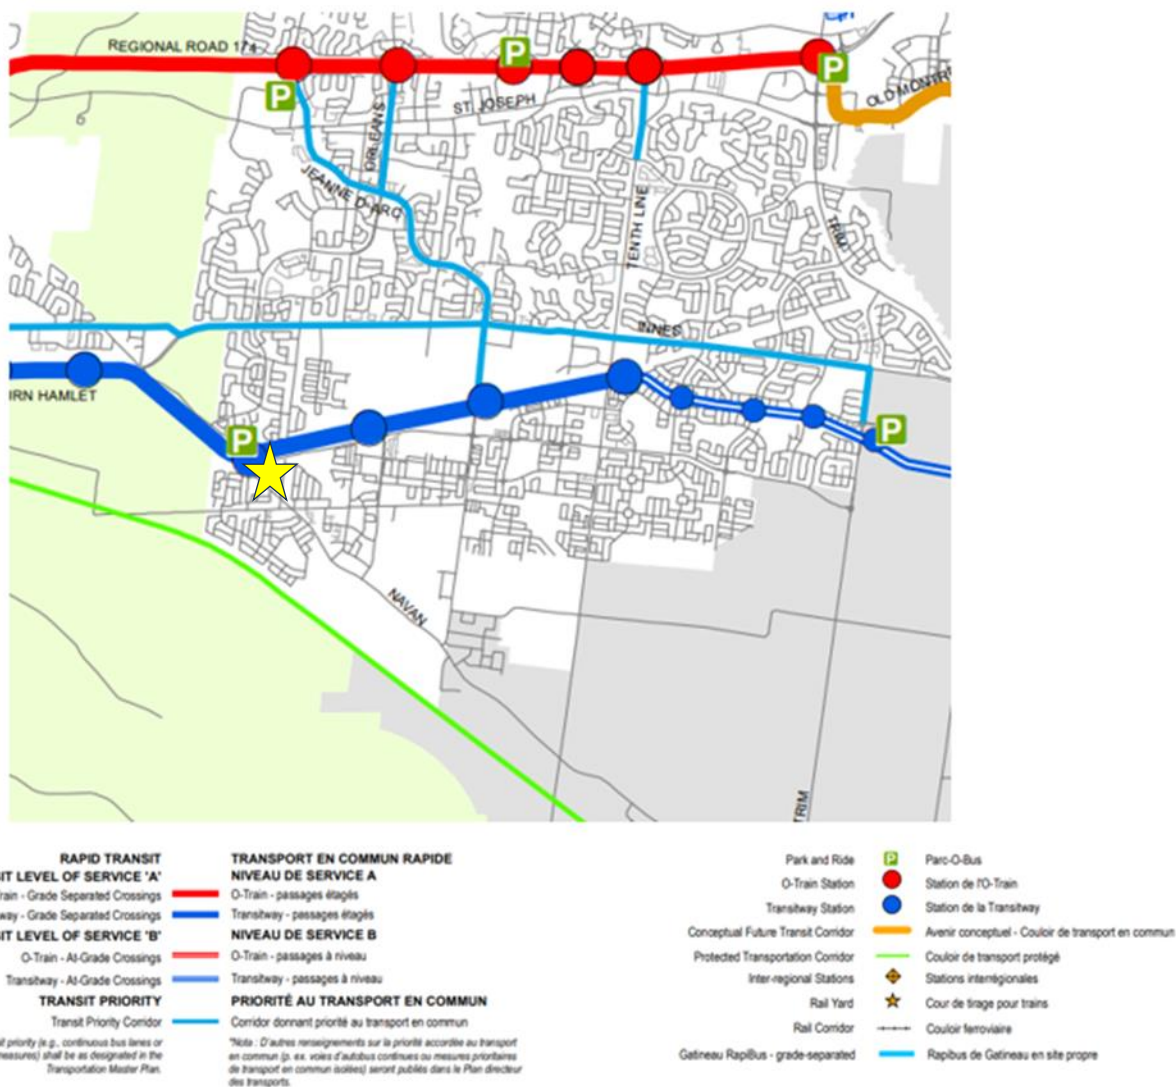 REGIONAL ROAD 174
P
P
P
P
ORLEANS
ST. JOSEPH
OLD MONTRE
JEANNE D'ARC
TENTH LINE
TRIM
INNES
IRN HAMLET
P
P
NAVAN
TRIM
RAPID TRANSIT
SIT LEVEL OF SERVICE 'A'
rain - Grade Separated Crossings
way - Grade Separated Crossings
SIT LEVEL OF SERVICE 'B'
O-Train - At-Grade Crossings
Transitway - At-Grade Crossings
TRANSIT PRIORITY
Transit Priority Corridor
it priority (e.g., continuous bus lanes or
measures) shall be as designated in the
Transportation Master Plan.
TRANSPORT EN COMMUN RAPIDE
NIVEAU DE SERVICE A
O-Train - passages étagés
Transitway - passages étagés
NIVEAU DE SERVICE B
O-Train - passages à niveau
Transitway - passages à niveau
PRIORITÉ AU TRANSPORT EN COMMUN
Corridor donnant priorité au transport en commun
*Nota : D'autres renseignements sur la priorité accordée au transport
en commun (p. ex. voies d'autobus continues ou mesures prioritaires
de transport en commun isolées) seront publiés dans le Plan directeur
des transports.
Park and Ride P Parc-O-Bus
O-Train Station Station de l'O-Train
Transitway Station Station de la Transitway
Conceptual Future Transit Corridor Avenir conceptuel - Couloir de transport en commun
Protected Transportation Corridor Couloir de transport protégé
Inter-regional Stations Stations interrégionales
Rail Yard Cour de tirage pour trains
Rail Corridor Couloir ferroviaire
Gatineau RapiBus - grade-separated Rapibus de Gatineau en site propre